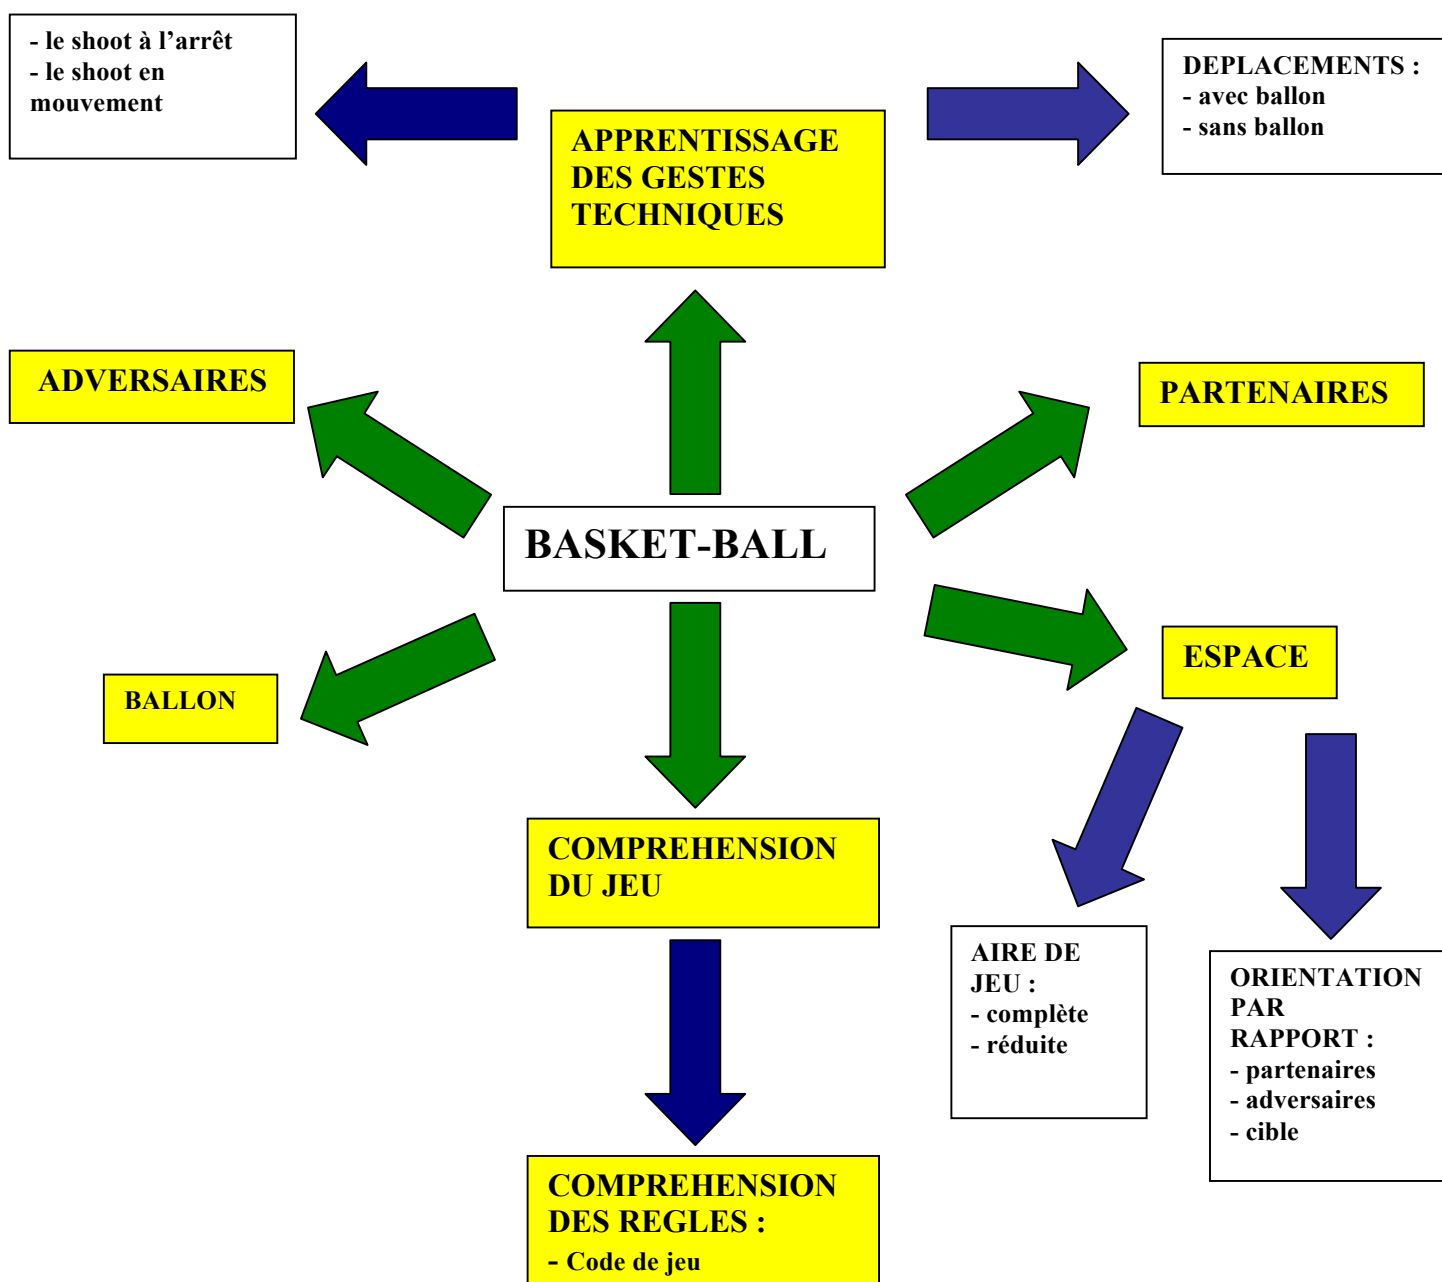 - le shoot à l’arrêt
- le shoot en
mouvement
DEPLACEMENTS :
- avec ballon
- sans ballon
APPRENTISSAGE
DES GESTES
TECHNIQUES
ADVERSAIRES
PARTENAIRES
BASKET-BALL
ESPACE
BALLON
COMPREHENSION
DU JEU
AIRE DE
JEU :
- complète
- réduite
ORIENTATION
PAR
RAPPORT :
- partenaires
- adversaires
- cible
COMPREHENSION
DES REGLES :
- Code de jeu